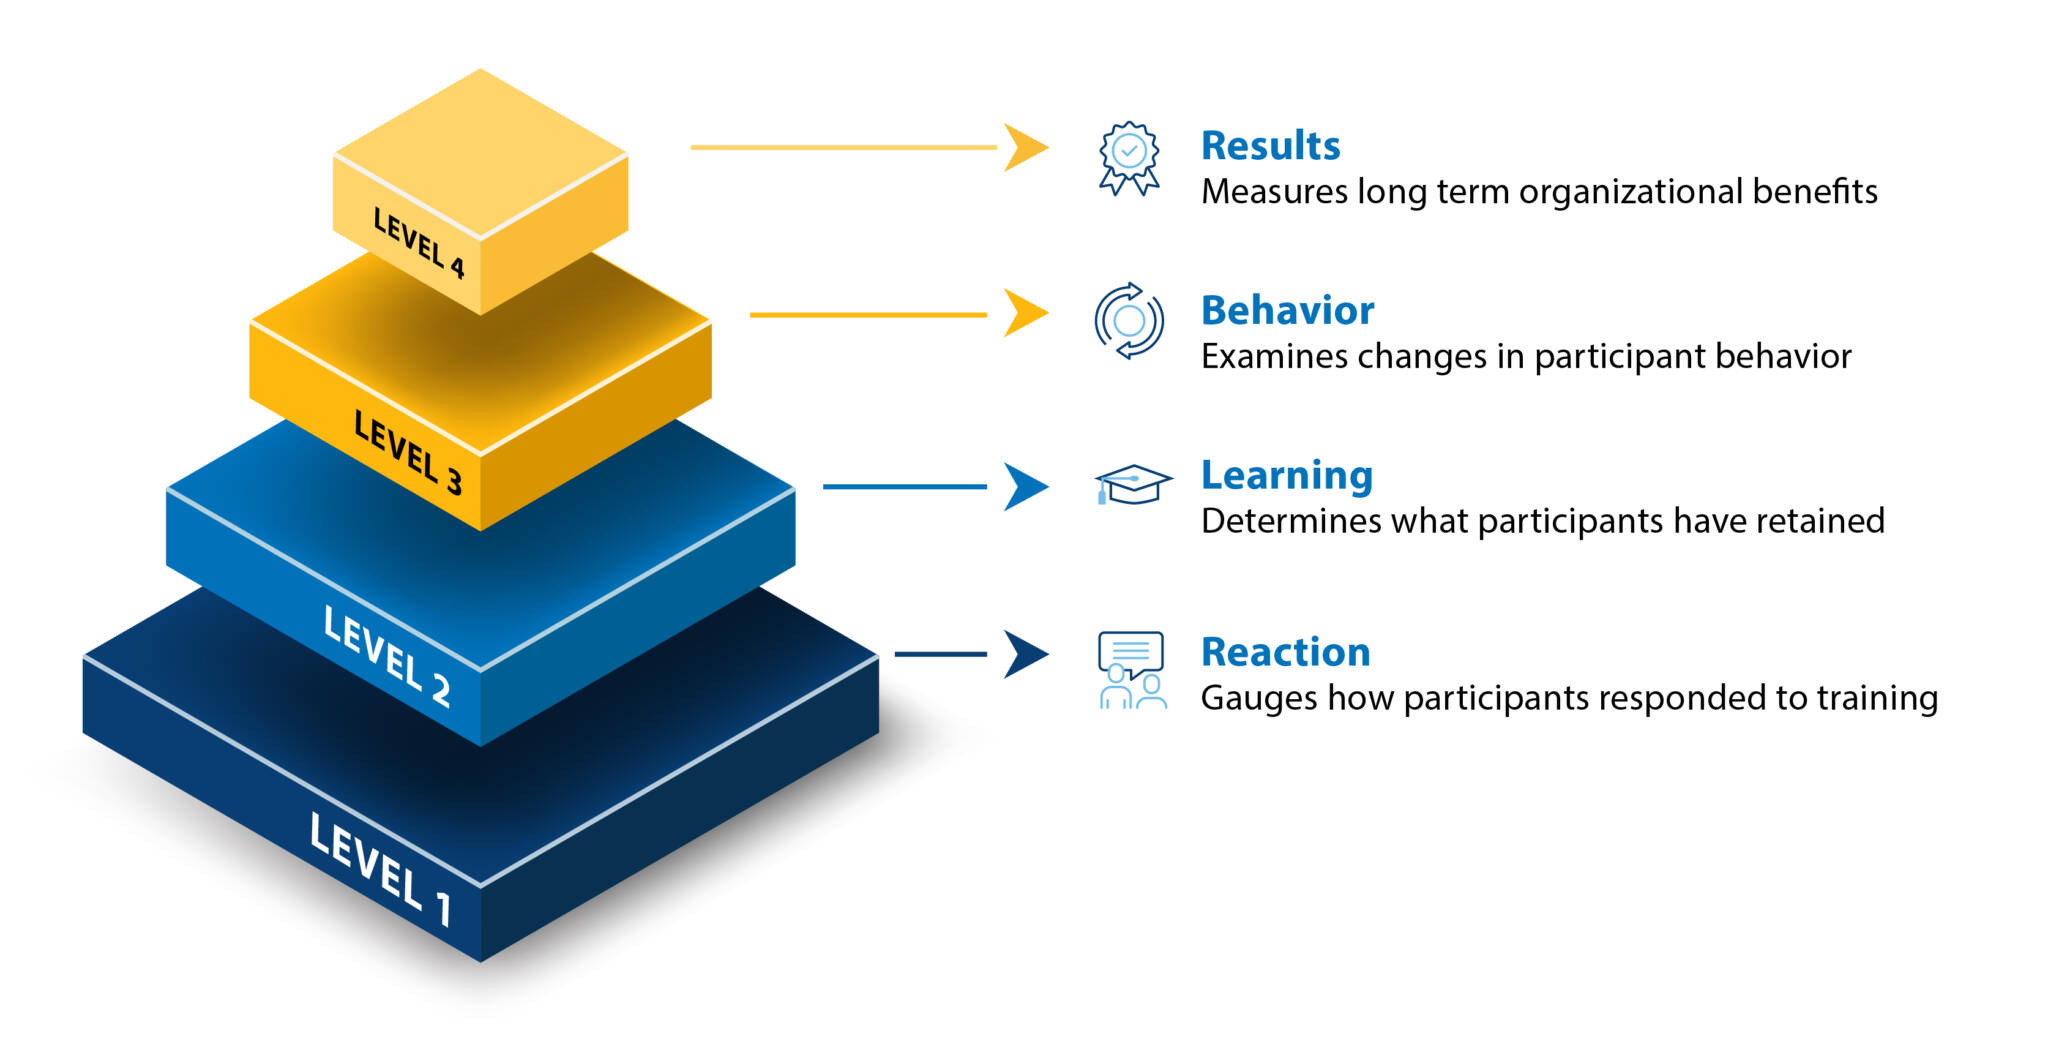 LEVEL 4
Results
Measures long term organizational benefits
LEVEL 3
Behavior
Examines changes in participant behavior
LEVEL 2
Learning
Determines what participants have retained
LEVEL 1
Reaction
Gauges how participants responded to training